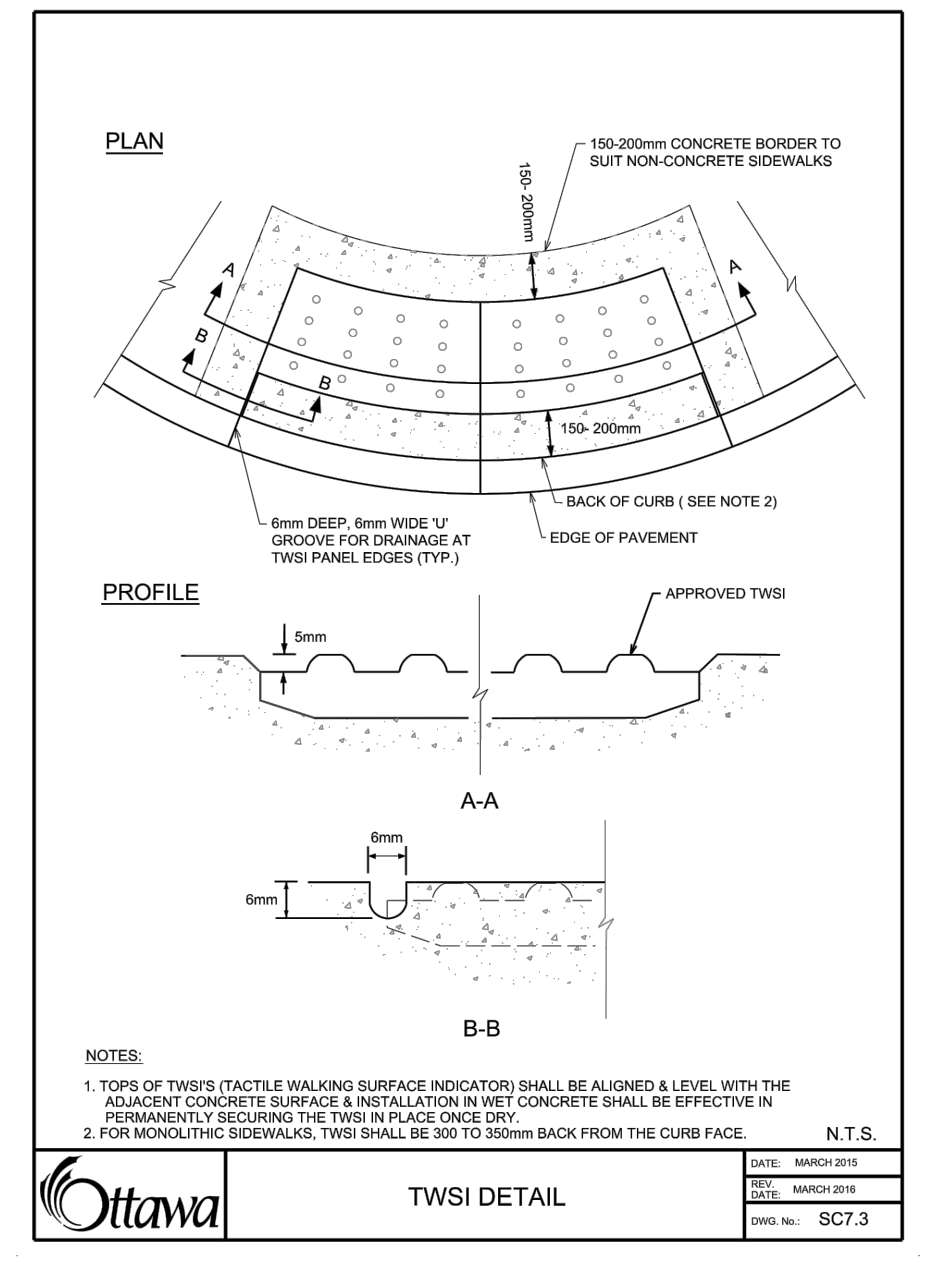 PLAN
150-200mm CONCRETE BORDER TO
SUIT NON-CONCRETE SIDEWALKS
150- 200mm
A
A
B
B
150- 200mm
BACK OF CURB ( SEE NOTE 2)
6mm DEEP, 6mm WIDE 'U'
GROOVE FOR DRAINAGE AT
TWSI PANEL EDGES (TYP.)
EDGE OF PAVEMENT
PROFILE
APPROVED TWSI
5mm
A-A
6mm
6mm
B-B
NOTES:
1. TOPS OF TWSI'S (TACTILE WALKING SURFACE INDICATOR) SHALL BE ALIGNED & LEVEL WITH THE
ADJACENT CONCRETE SURFACE & INSTALLATION IN WET CONCRETE SHALL BE EFFECTIVE IN
PERMANENTLY SECURING THE TWSI IN PLACE ONCE DRY.
2. FOR MONOLITHIC SIDEWALKS, TWSI SHALL BE 300 TO 350mm BACK FROM THE CURB FACE.
N.T.S.
Ottawa
TWSI DETAIL
DATE: MARCH 2015
REV. DATE: MARCH 2016
DWG. No.: SC7.3